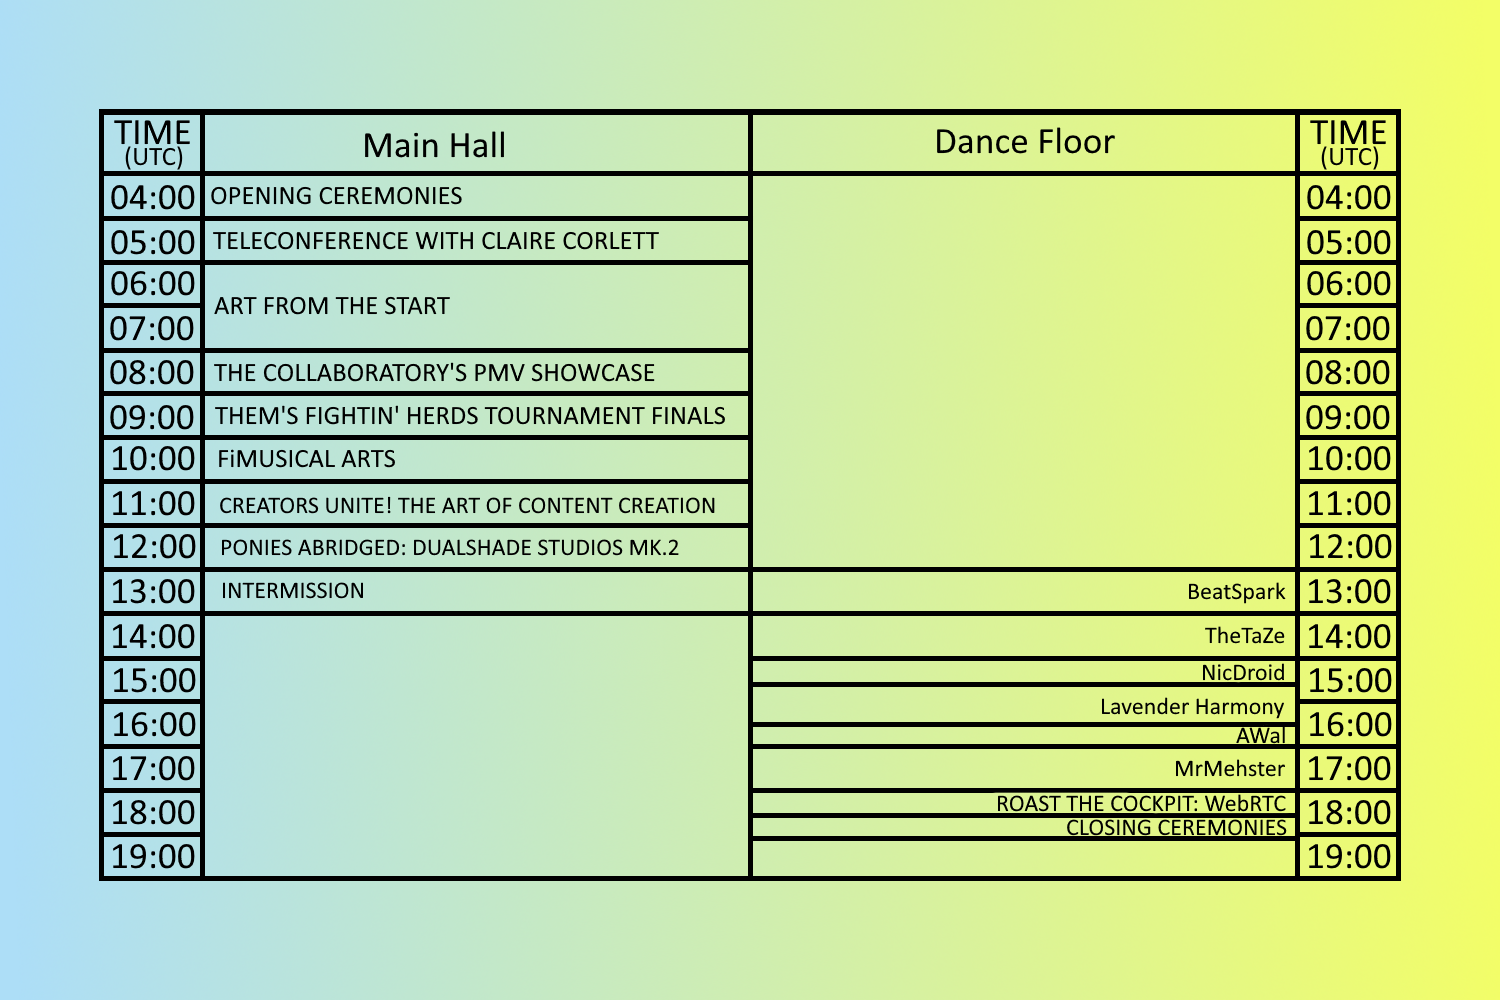 TIME
(UTC)
Main Hall
Dance Floor
TIME
(UTC)
04:00 OPENING CEREMONIES 04:00
05:00 TELECONFERENCE WITH CLAIRE CORLETT 05:00
06:00 06:00
ART FROM THE START
07:00 07:00
08:00 THE COLLABORATORY'S PMV SHOWCASE 08:00
09:00 THEM'S FIGHTIN' HERDS TOURNAMENT FINALS 09:00
10:00 FiMUSICAL ARTS 10:00
11:00 CREATORS UNITE! THE ART OF CONTENT CREATION 11:00
12:00 PONIES ABRIDGED: DUALSHADE STUDIOS MK.2 12:00
13:00 INTERMISSION BeatSpark 13:00
14:00 TheTaZe 14:00
15:00 NicDroid 15:00
Lavender Harmony
16:00 AWal 16:00
17:00 MrMehster 17:00
ROAST THE COCKPIT: WebRTC
18:00 18:00
CLOSING CEREMONIES
19:00 19:00